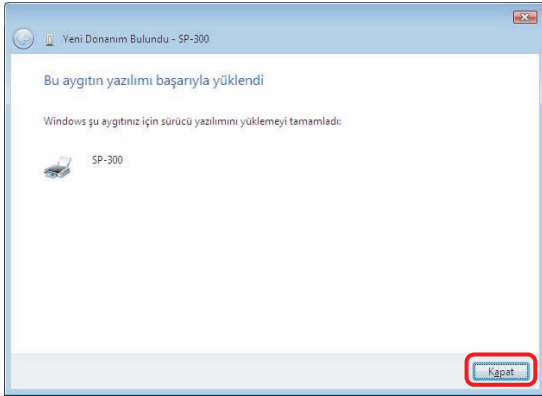 Yeni Donanım Bulundu - SP-300
Bu aygıtın yazılımı başarıyla yüklendi
Windows şu aygıtınız için sürücü yazılımını yüklemeyi tamamladı:
SP-300
Kapat